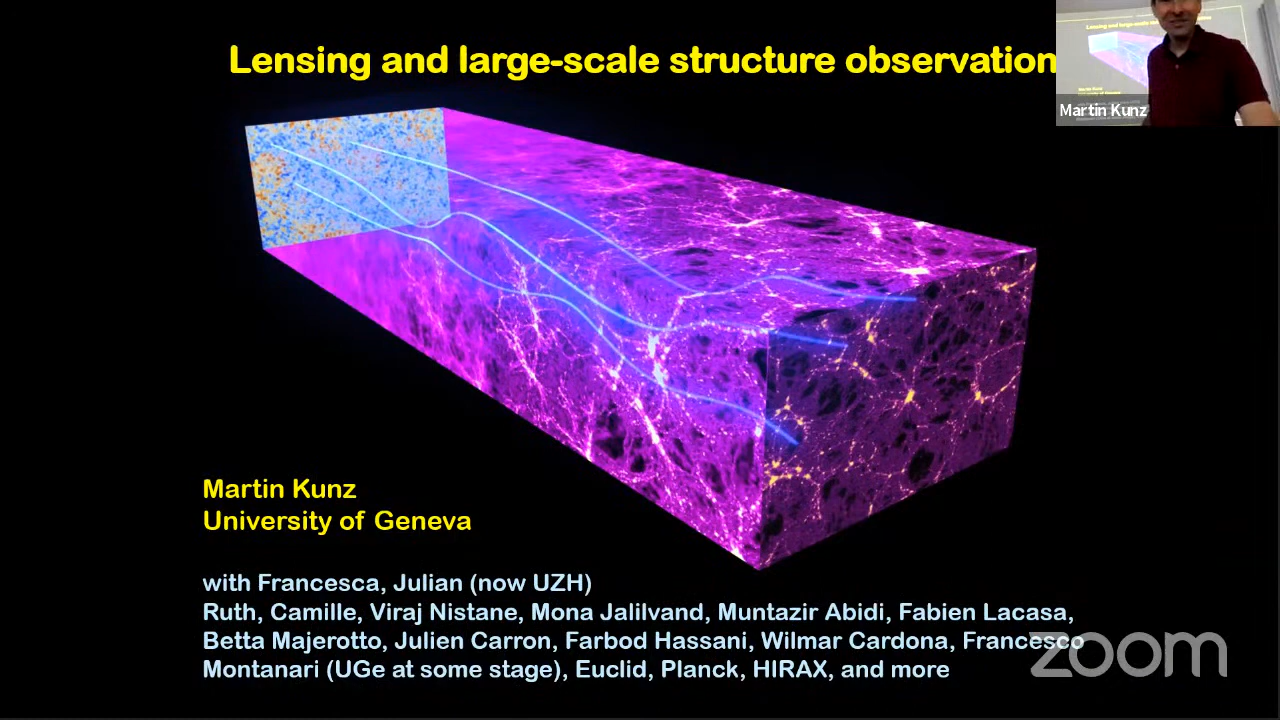 Lensing and large-scale structure observation
Martin Kunz
Martin Kunz
University of Geneva
with Francesca, Julian (now UZH)
Ruth, Camille, Viraj Nistane, Mona Jalilvand, Muntazir Abidi, Fabien Lacasa,
Betta Majerotto, Julien Carron, Farbod Hassani, Wilmar Cardona, Francesco
Montanari (UGe at some stage), Euclid, Planck, HIRAX, and more
zoom